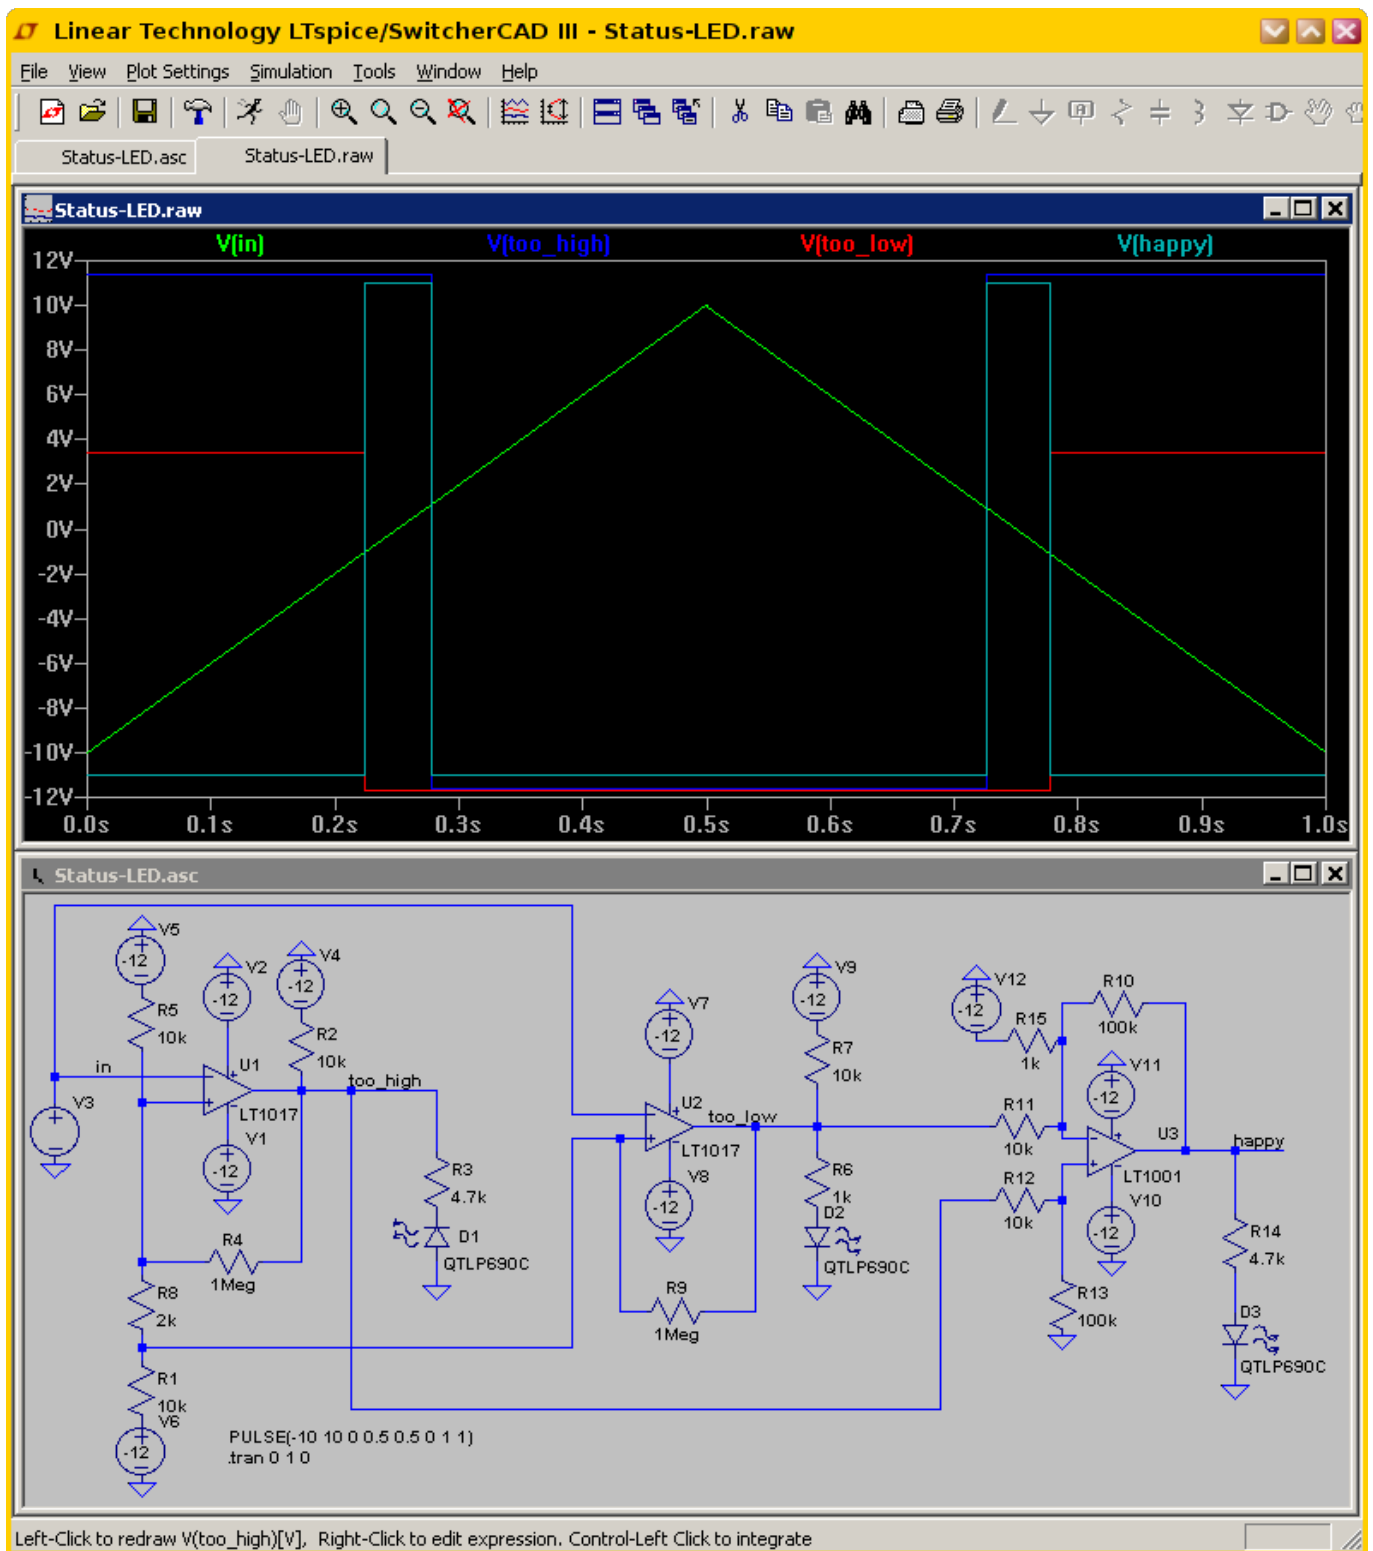 Linear Technology LTspice/SwitcherCAD III - Status-LED.raw
File View Plot Settings Simulation Tools Window Help
Status-LED.asc Status-LED.raw
Status-LED.raw
V(in) V(too_high) V(too_low) V(happy)
12V
10V
8V
6V
4V
2V
0V
-2V
-4V
-6V
-8V
-10V
-12V
0.0s 0.1s 0.2s 0.3s 0.4s 0.5s 0.6s 0.7s 0.8s 0.9s 1.0s
Status-LED.asc
V5
-12
R5
10k
V2
-12
V4
-12
R2
10k
in
V3
U1
LT1017
too_high
V1
-12
R3
4.7k
D1
QTLP690C
R4
1Meg
R8
2k
R1
10k
V6
-12
PULSE(-10 10 0 0.5 0.5 0 1 1)
.tran 0 1 0
V7
-12
U2
LT1017
too_low
V8
-12
R9
1Meg
V9
-12
R7
10k
R6
1k
D2
QTLP690C
V12
-12
R15
1k
R10
100k
V11
-12
R11
10k
R12
10k
U3
LT1001
happy
V10
-12
R13
100k
R14
4.7k
D3
QTLP690C
Left-Click to redraw V(too_high)[V], Right-Click to edit expression. Control-Left Click to integrate